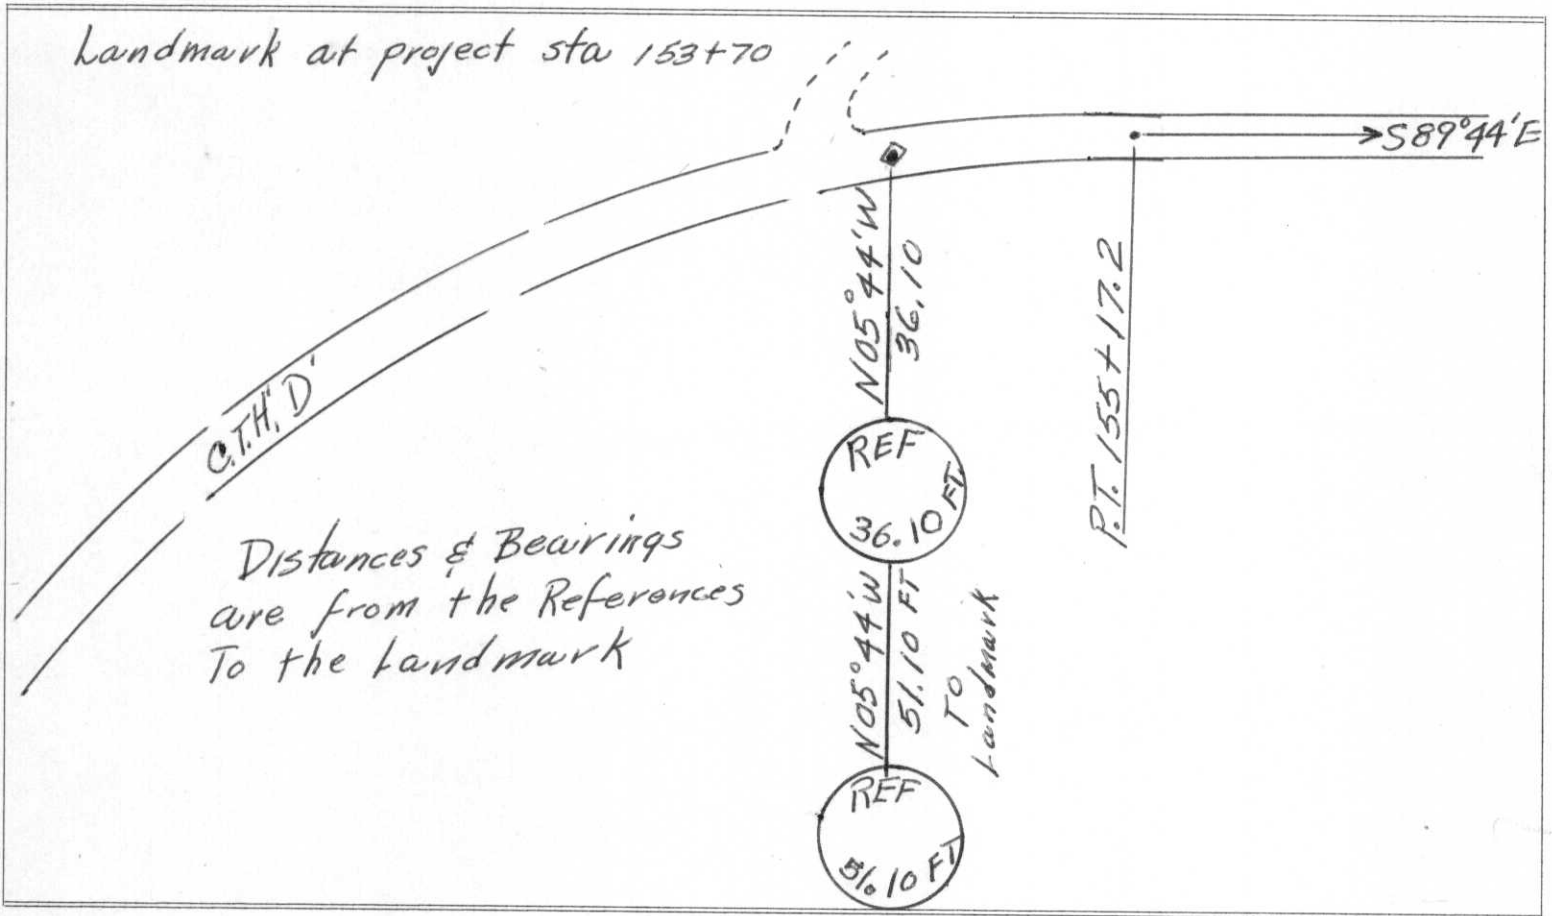 Landmark at project sta 153+70
S89°44'E
N05°44'W
36.10
P.T. 155+17.2
C.T.H. 'D'
REF
36.10 FT.
Distances & Bearings
are from the References
To the Landmark
N05°44'W
51.10 FT
To
Landmark
REF
51.10 FT